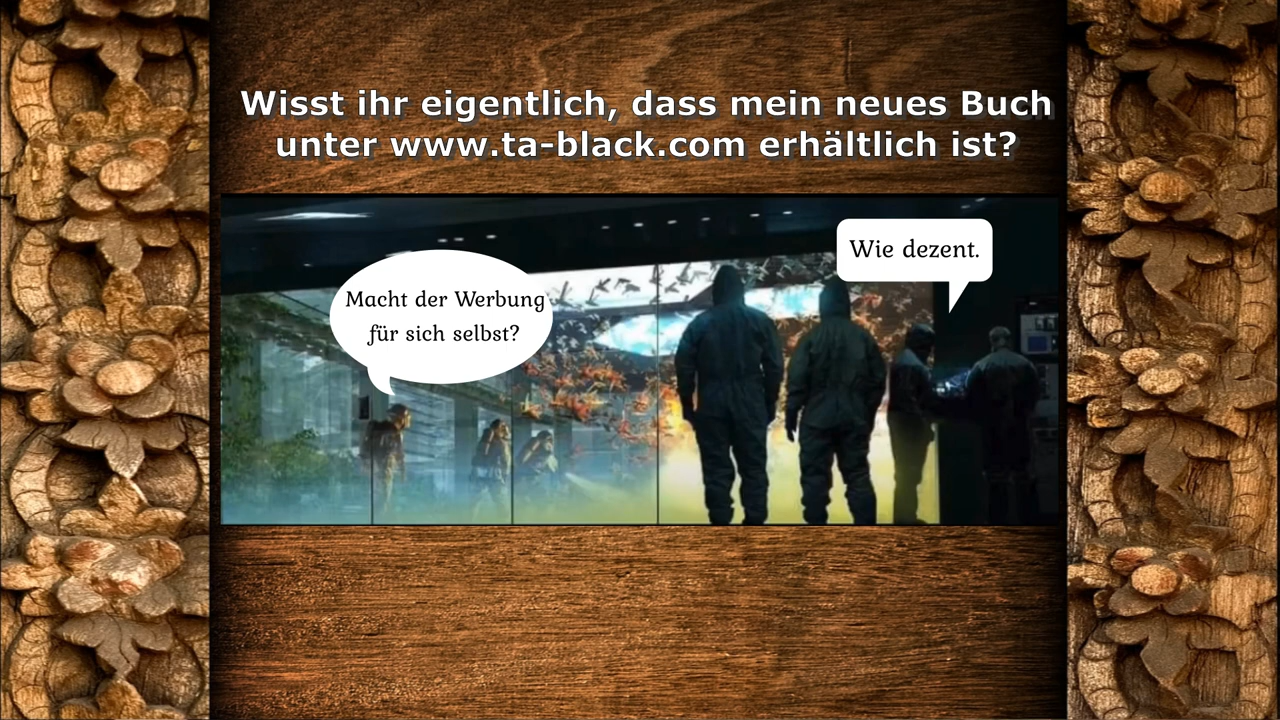 Wisst ihr eigentlich, dass mein neues Buch
unter www.ta-black.com erhältlich ist?
Macht der Werbung
für sich selbst?
Wie dezent.